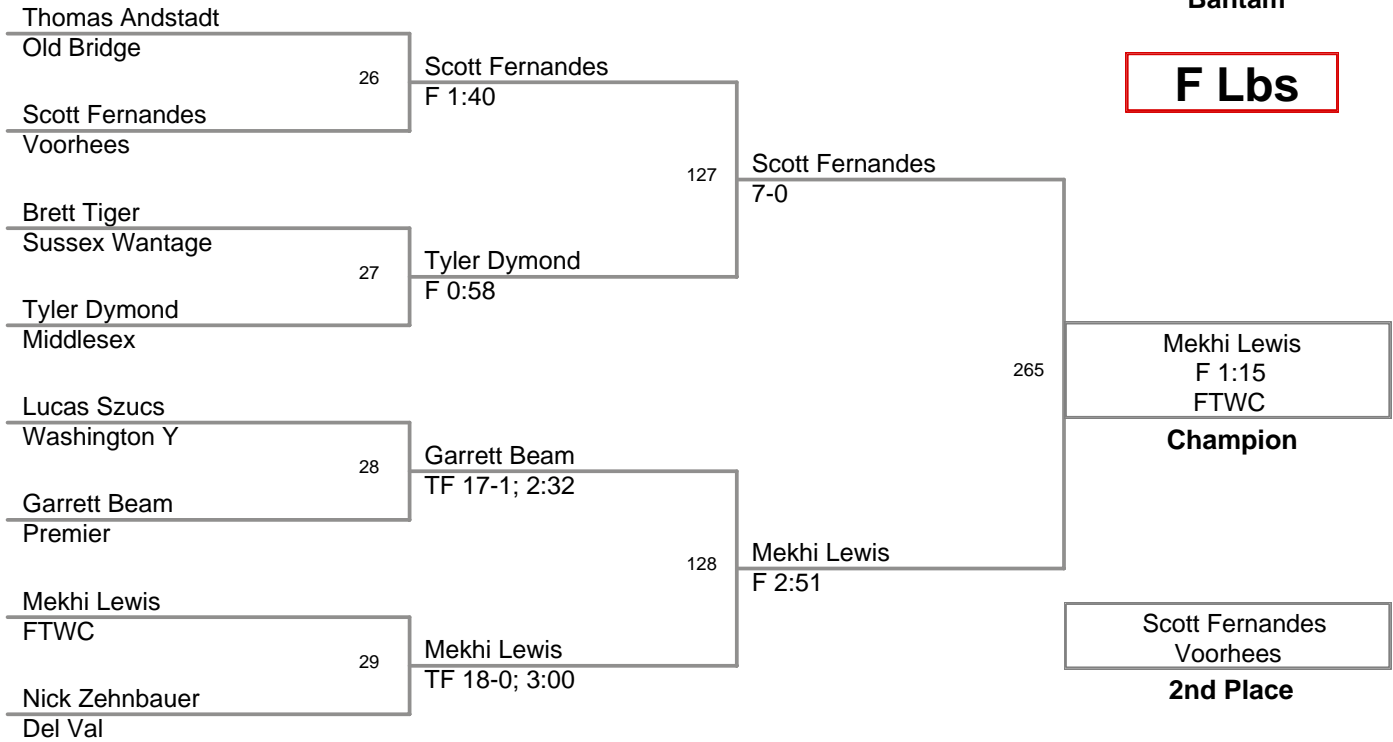 Bantam
F Lbs
Thomas Andstadt
Old Bridge
26
Scott Fernandes
Voorhees
Scott Fernandes
F 1:40
Brett Tiger
Sussex Wantage
27
Tyler Dymond
Middlesex
Tyler Dymond
F 0:58
127
Scott Fernandes
7-0
Lucas Szucs
Washington Y
28
Garrett Beam
Premier
Garrett Beam
TF 17-1; 2:32
Mekhi Lewis
FTWC
29
Nick Zehnbauer
Del Val
Mekhi Lewis
TF 18-0; 3:00
128
Mekhi Lewis
F 2:51
265
Mekhi Lewis
F 1:15
FTWC
Champion
Scott Fernandes
Voorhees
2nd Place